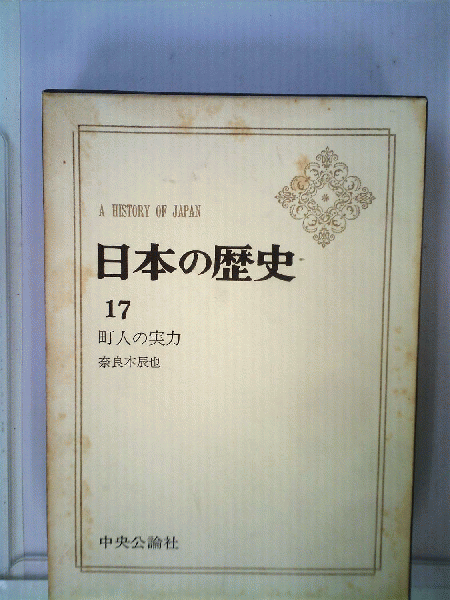 A HISTORY OF JAPAN
日本の歴史
17
町人の実力
奈良本辰也
中央公論社